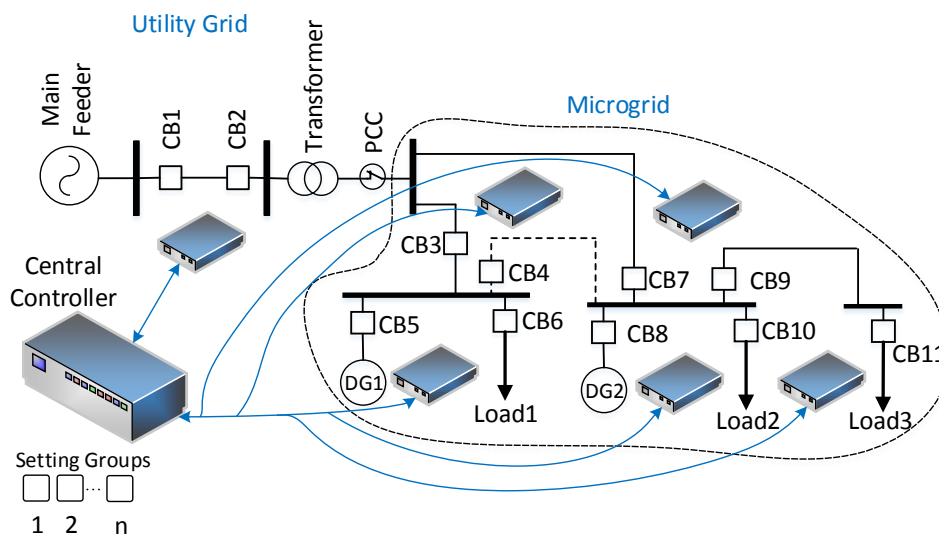 Utility Grid
Main
Feeder
CB1
CB2
Transformer
PCC
Microgrid
CB3
CB4
CB7
CB9
Central
Controller
CB5
CB6
CB8
CB10
CB11
DG1
DG2
Load1
Load2
Load3
Setting Groups
...
1 2 n